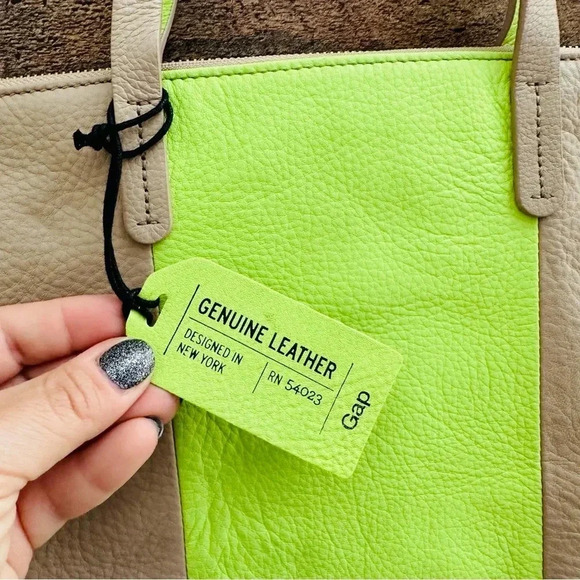 GENUINE LEATHER
DESIGNED IN
NEW YORK
RN 54023
Gap